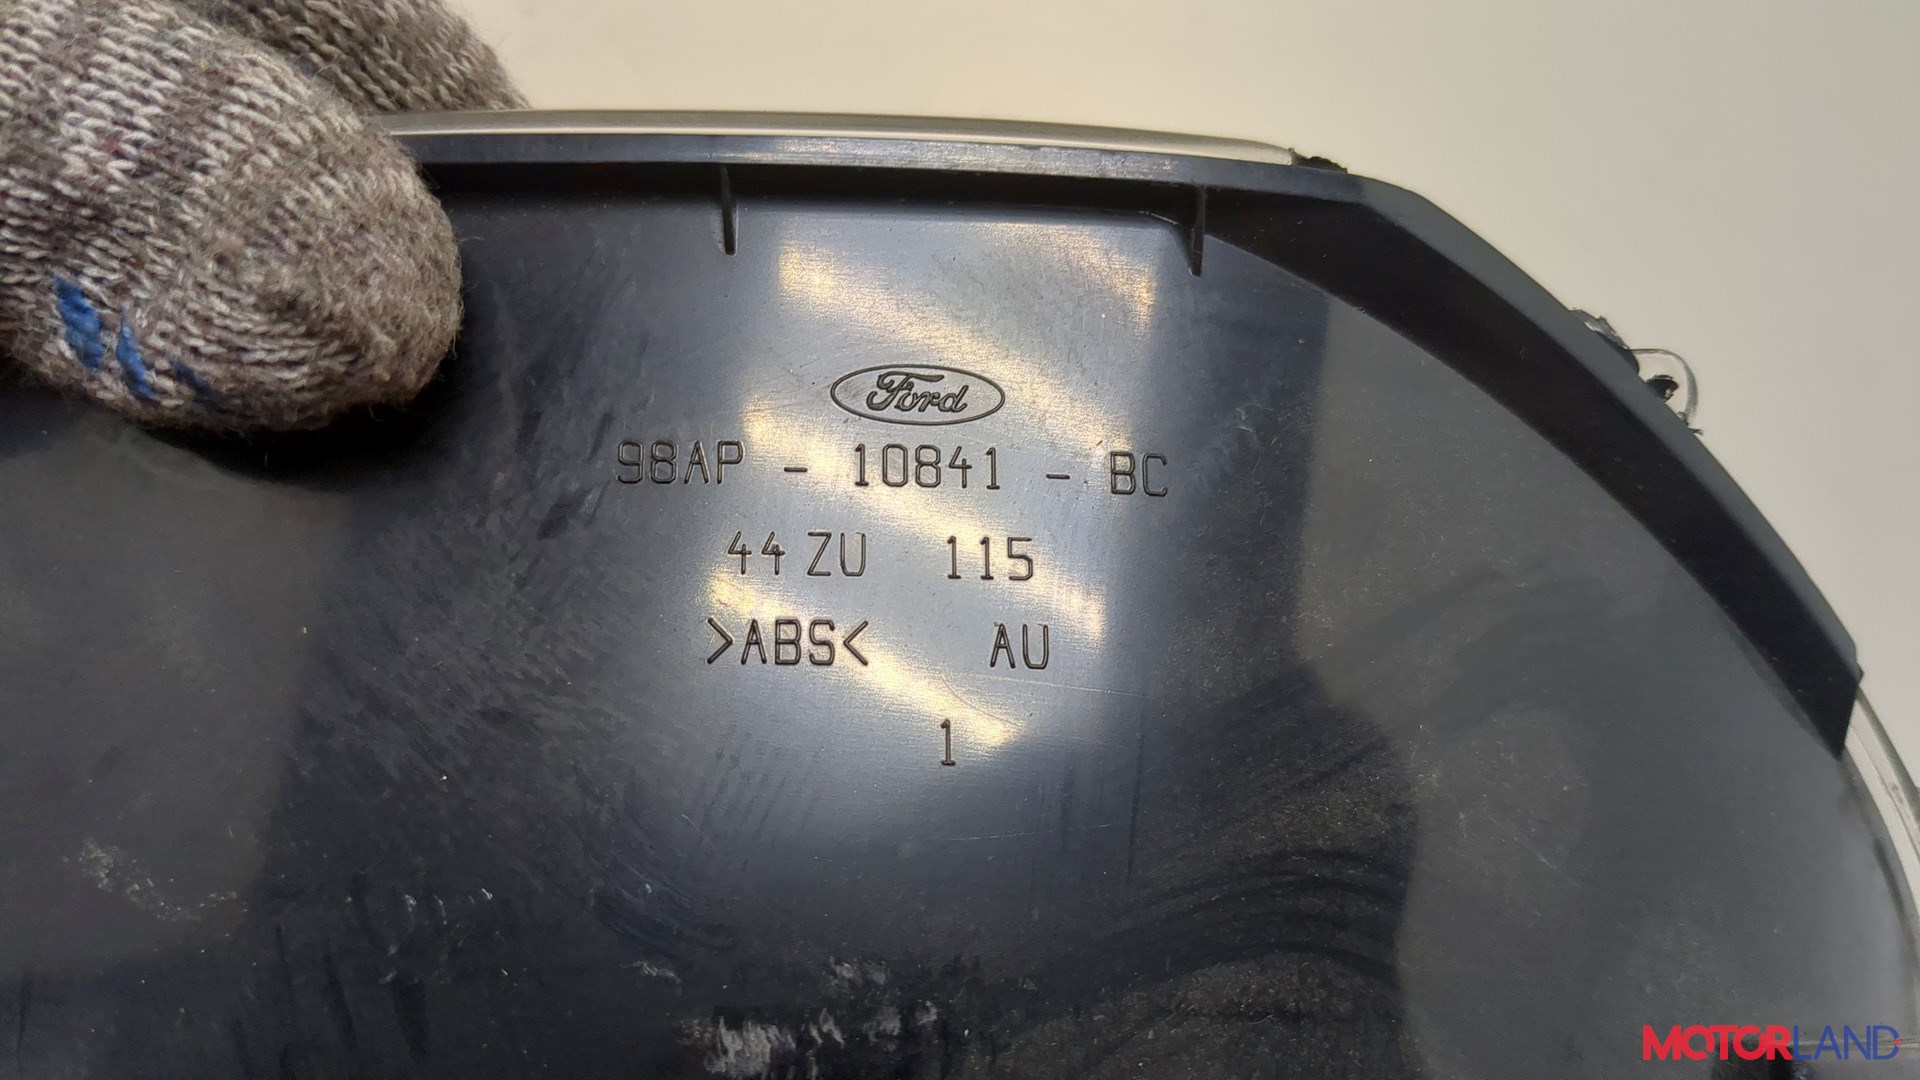 Ford
98AP - 10841 - BC
44 ZU 115
>ABS< AU
1
MOTORLAND